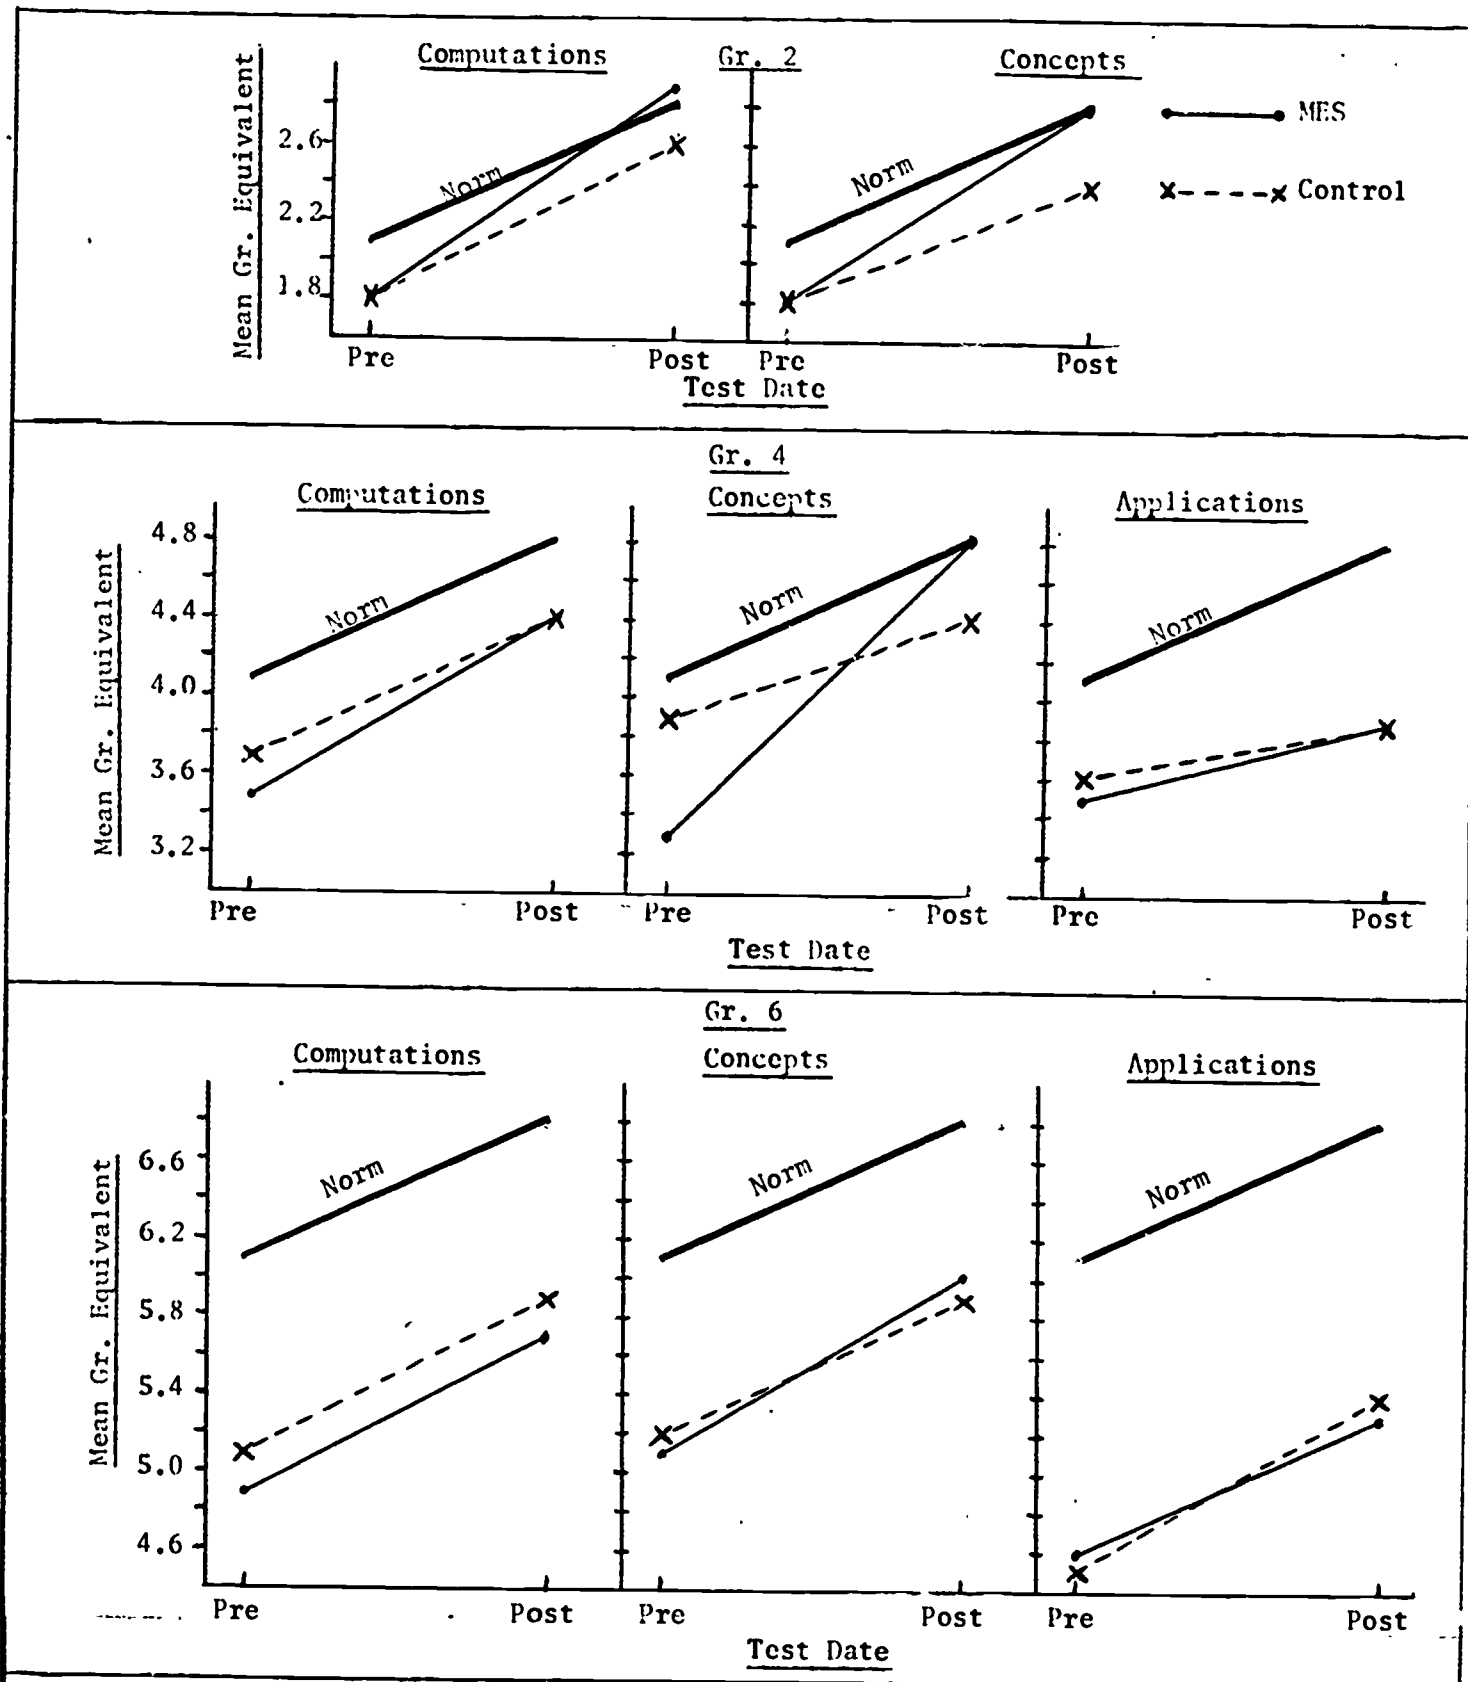 Computations Gr. 2 Concepts
MES
Control
Mean Gr. Equivalent
2.6
2.2
1.8
Norm
Norm
Pre Post Pre Post
Test Date
Gr. 4
Computations Concepts Applications
Mean Gr. Equivalent
4.8
4.4
4.0
3.6
3.2
Norm
Norm
Norm
Pre Post Pre Post Pre Post
Test Date
Gr. 6
Computations Concepts Applications
Mean Gr. Equivalent
6.6
6.2
5.8
5.4
5.0
4.6
Norm
Norm
Norm
Pre Post Pre Post Pre Post
Test Date